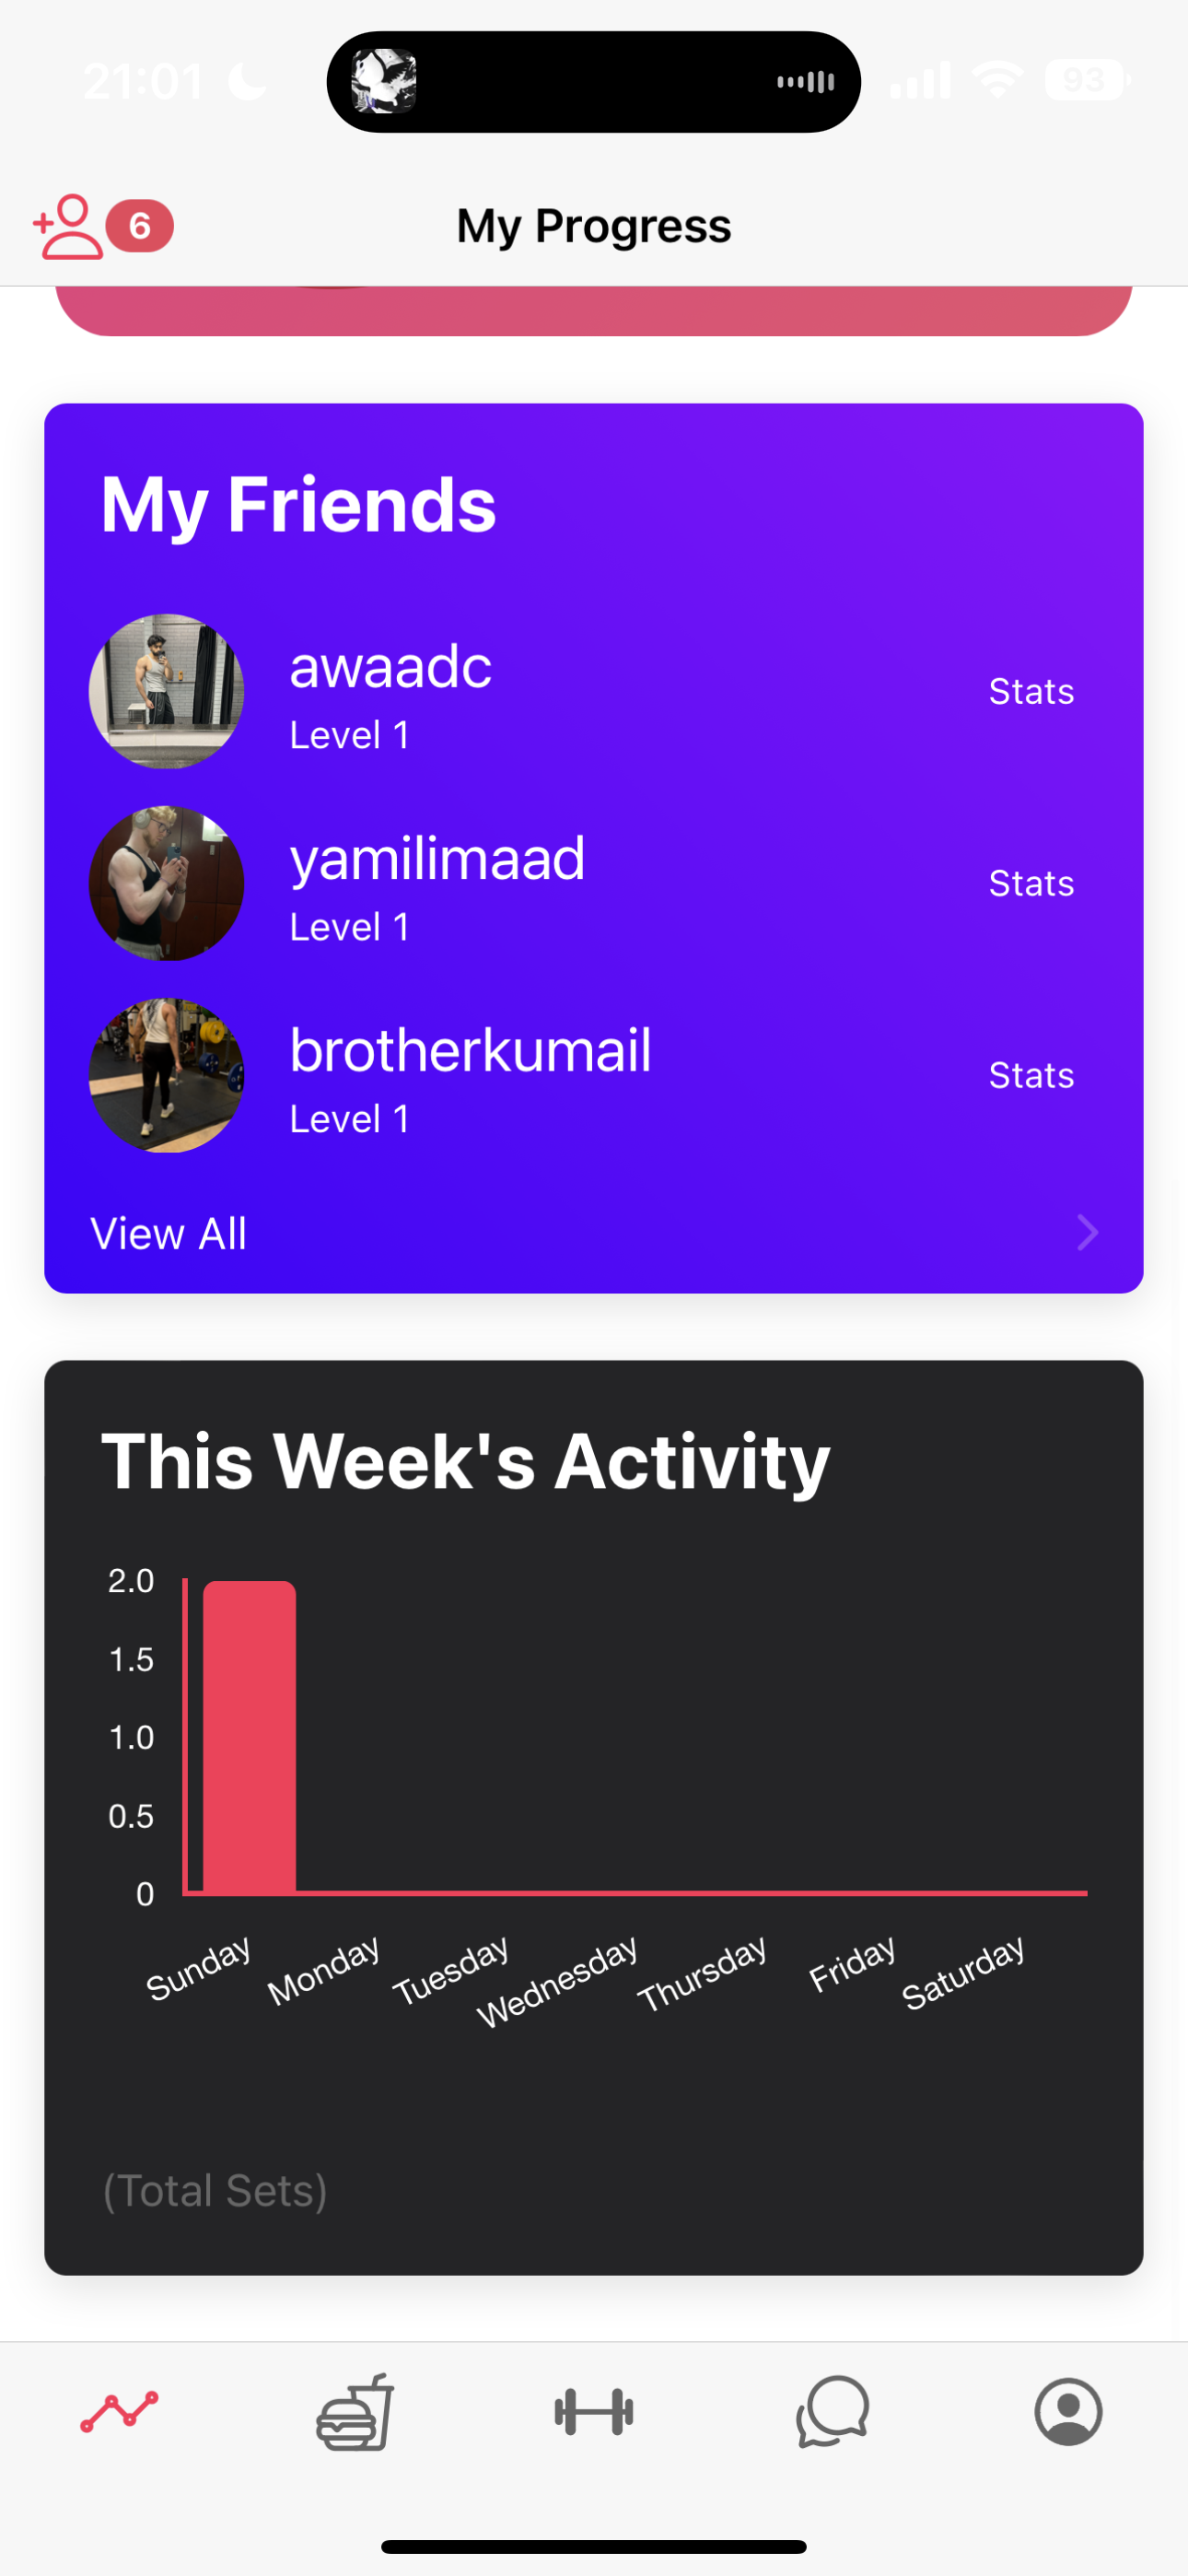 21:01
93
6
My Progress
My Friends
awaadc
Level 1
Stats
yamilimaad
Level 1
Stats
brotherkumail
Level 1
Stats
View All
This Week's Activity
2.0
1.5
1.0
0.5
0
Sunday
Monday
Tuesday
Wednesday
Thursday
Friday
Saturday
(Total Sets)